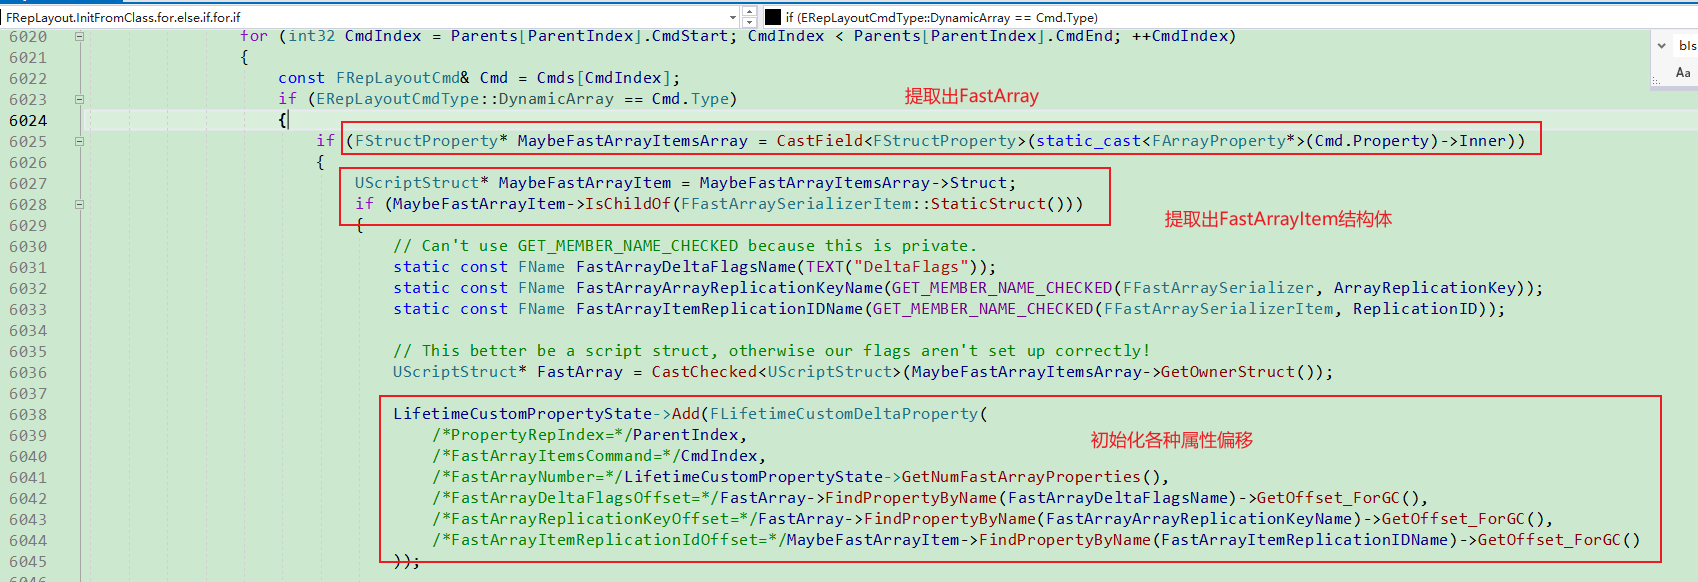 FRepLayout.InitFromClass.for.else.if.for.if
if (ERepLayoutCmdType::DynamicArray == Cmd.Type)
6020 for (int32 CmdIndex = Parents[ParentIndex].CmdStart; CmdIndex < Parents[ParentIndex].CmdEnd; ++CmdIndex)
bIs
6021 {
6022 const FRepLayoutCmd& Cmd = Cmds[CmdIndex];
Aa
6023 if (ERepLayoutCmdType::DynamicArray == Cmd.Type)
提取出FastArray
6024 {
6025 if (FStructProperty* MaybeFastArrayItemsArray = CastField<FStructProperty>(static_cast<FArrayProperty*>(Cmd.Property)->Inner))
6026 {
6027 UScriptStruct* MaybeFastArrayItem = MaybeFastArrayItemsArray->Struct;
6028 if (MaybeFastArrayItem->IsChildOf(FFastArraySerializerItem::StaticStruct()))
提取出FastArrayItem结构体
6029 {
6030 // Can't use GET_MEMBER_NAME_CHECKED because this is private.
6031 static const FName FastArrayDeltaFlagsName(TEXT("DeltaFlags"));
6032 static const FName FastArrayArrayReplicationKeyName(GET_MEMBER_NAME_CHECKED(FFastArraySerializer, ArrayReplicationKey));
6033 static const FName FastArrayItemReplicationIDName(GET_MEMBER_NAME_CHECKED(FFastArraySerializerItem, ReplicationID));
6034
6035 // This better be a script struct, otherwise our flags aren't set up correctly!
6036 UScriptStruct* FastArray = CastChecked<UScriptStruct>(MaybeFastArrayItemsArray->GetOwnerStruct());
6037
6038 LifetimeCustomPropertyState->Add(FLifetimeCustomDeltaProperty(
6039 /*PropertyRepIndex=*/ParentIndex,
初始化各种属性偏移
6040 /*FastArrayItemsCommand=*/CmdIndex,
6041 /*FastArrayNumber=*/LifetimeCustomPropertyState->GetNumFastArrayProperties(),
6042 /*FastArrayDeltaFlagsOffset=*/FastArray->FindPropertyByName(FastArrayDeltaFlagsName)->GetOffset_ForGC(),
6043 /*FastArrayReplicationKeyOffset=*/FastArray->FindPropertyByName(FastArrayArrayReplicationKeyName)->GetOffset_ForGC(),
6044 /*FastArrayItemReplicationIdOffset=*/MaybeFastArrayItem->FindPropertyByName(FastArrayItemReplicationIDName)->GetOffset_ForGC()
6045 ));
6046